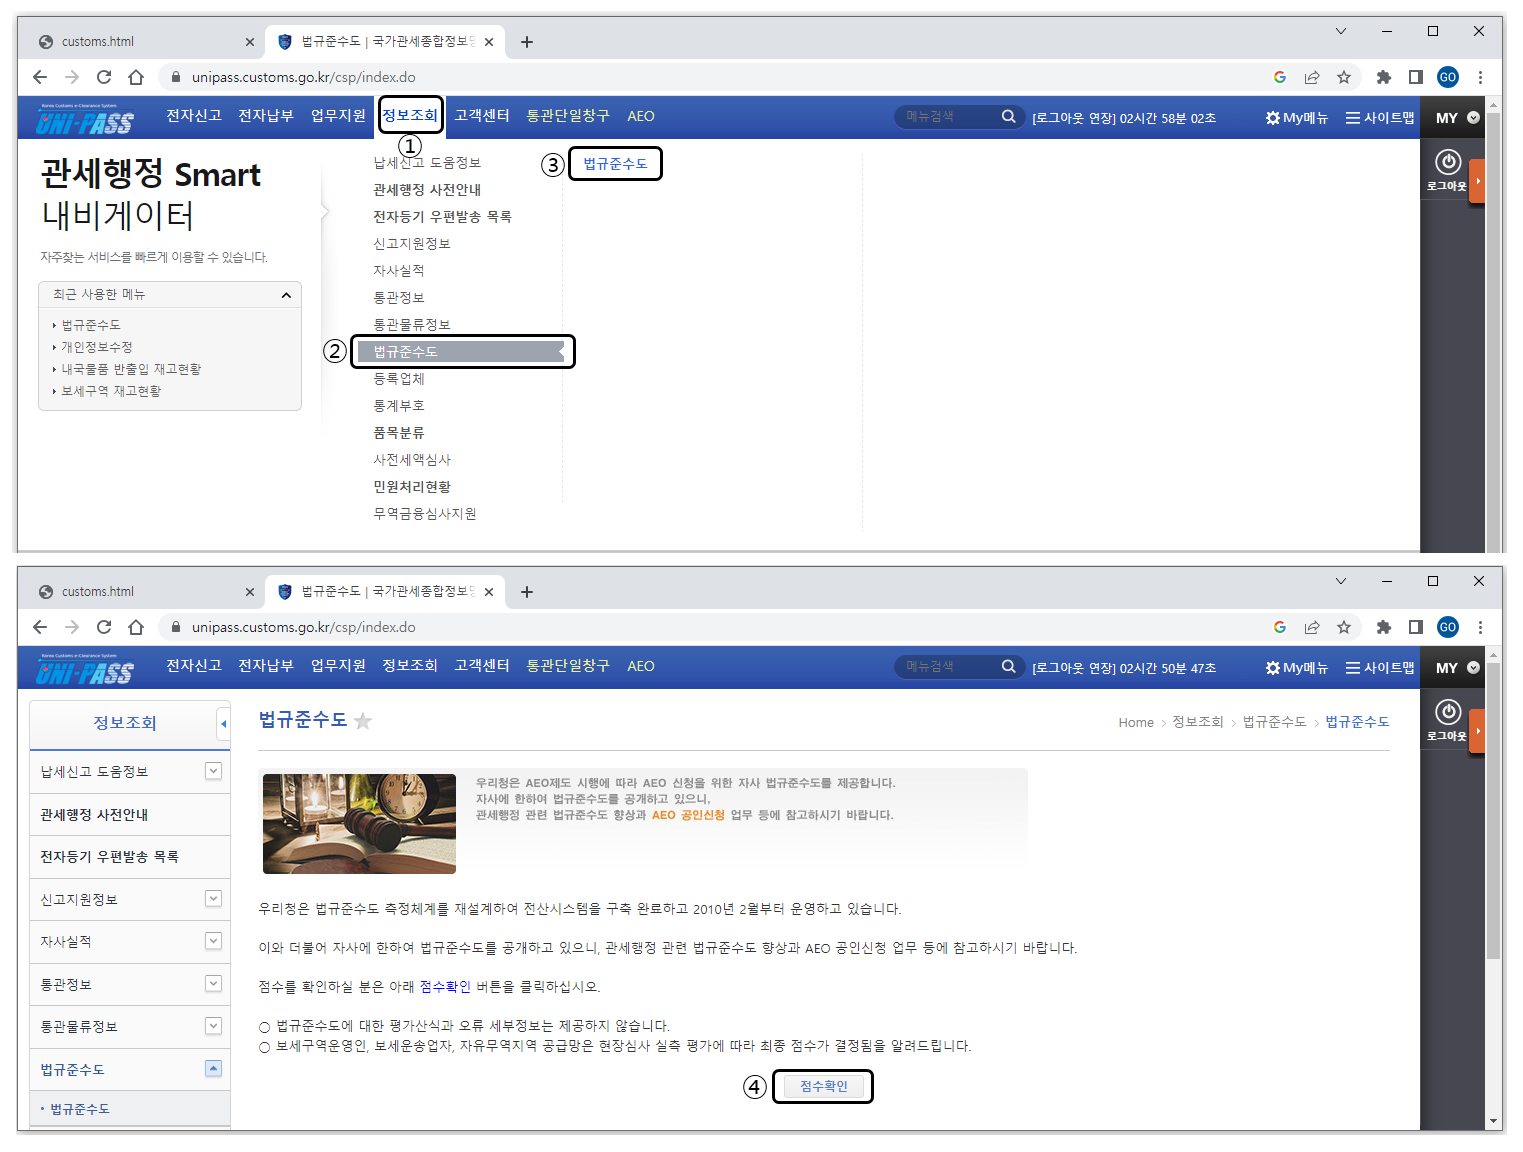 customs.html
법규준수도 | 국가관세종합정보망
unipass.customs.go.kr/csp/index.do
GO
Korea Customs e-Clearance System
UNI-PASS
전자신고 전자납부 업무지원 정보조회 고객센터 통관단일창구 AEO
메뉴검색
[로그아웃 연장] 02시간 58분 02초
My메뉴
사이트맵
MY
로그아웃
①
관세행정 Smart
내비게이터
자주찾는 서비스를 빠르게 이용할 수 있습니다.
최근 사용한 메뉴
법규준수도
개인정보수정
내국물품 반출입 재고현황
보세구역 재고현황
납세신고 도움정보
관세행정 사전안내
전자등기 우편발송 목록
신고지원정보
자사실적
통관정보
통관물류정보
② 법규준수도
등록업체
통계부호
품목분류
사전세액심사
민원처리현황
무역금융심사지원
③ 법규준수도
customs.html
법규준수도 | 국가관세종합정보망
unipass.customs.go.kr/csp/index.do
GO
Korea Customs e-Clearance System
UNI-PASS
전자신고 전자납부 업무지원 정보조회 고객센터 통관단일창구 AEO
메뉴검색
[로그아웃 연장] 02시간 50분 47초
My메뉴
사이트맵
MY
로그아웃
정보조회
납세신고 도움정보
관세행정 사전안내
전자등기 우편발송 목록
신고지원정보
자사실적
통관정보
통관물류정보
법규준수도
· 법규준수도
법규준수도
Home > 정보조회 > 법규준수도 > 법규준수도
우리청은 AEO제도 시행에 따라 AEO 신청을 위한 자사 법규준수도를 제공합니다.
자사에 한하여 법규준수도를 공개하고 있으니,
관세행정 관련 법규준수도 향상과 AEO 공인신청 업무 등에 참고하시기 바랍니다.
우리청은 법규준수도 측정체계를 재설계하여 전산시스템을 구축 완료하고 2010년 2월부터 운영하고 있습니다.
이와 더불어 자사에 한하여 법규준수도를 공개하고 있으니, 관세행정 관련 법규준수도 향상과 AEO 공인신청 업무 등에 참고하시기 바랍니다.
점수를 확인하실 분은 아래 점수확인 버튼을 클릭하십시오.
○ 법규준수도에 대한 평가산식과 오류 세부정보는 제공하지 않습니다.
○ 보세구역운영인, 보세운송업자, 자유무역지역 공급망은 현장심사 실측 평가에 따라 최종 점수가 결정됨을 알려드립니다.
④ 점수확인